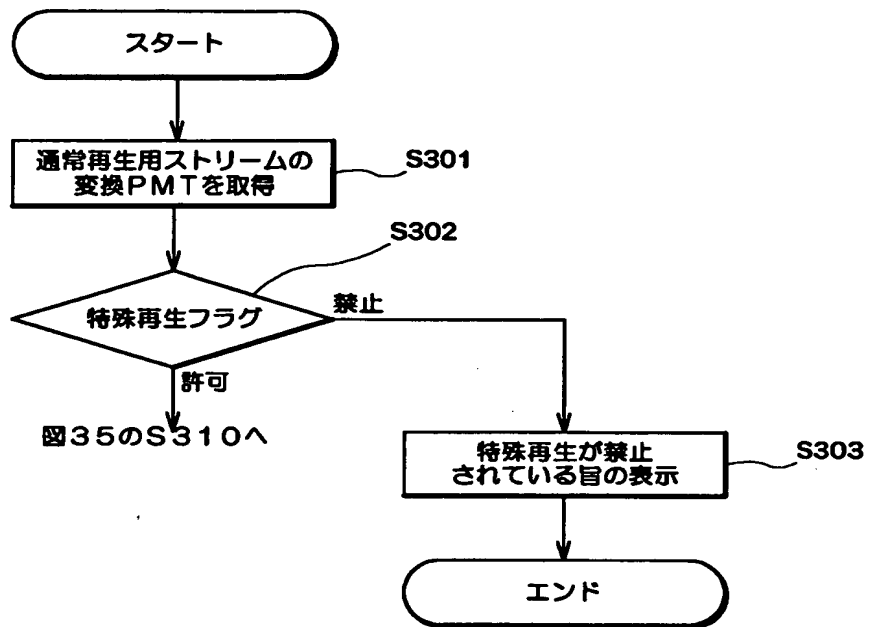 スタート
通常再生用ストリームの
変換PMTを取得
S301
S302
特殊再生フラグ
禁止
許可
図35のS310へ
特殊再生が禁止
されている旨の表示
S303
エンド